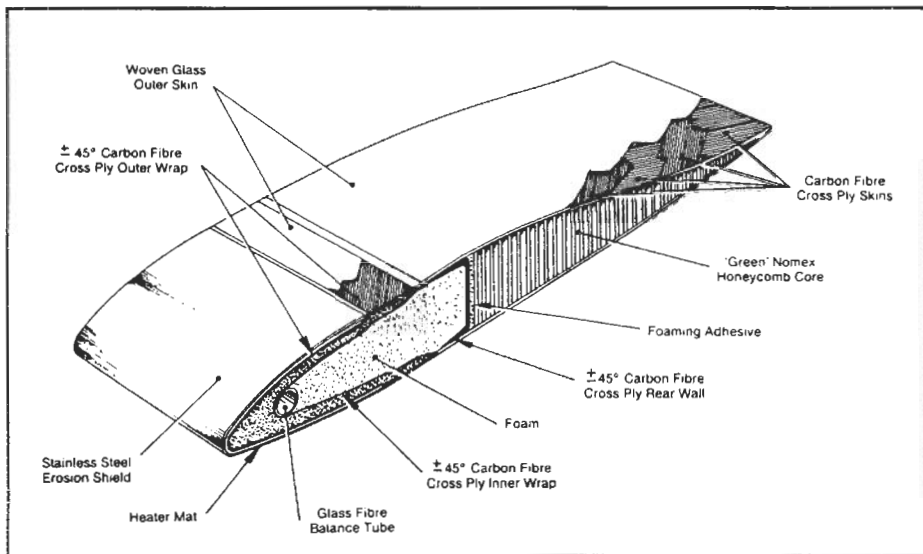 Woven Glass
Outer Skin
± 45° Carbon Fibre
Cross Ply Outer Wrap
Carbon Fibre
Cross Ply Skins
'Green' Nomex
Honeycomb Core
Foaming Adhesive
±45° Carbon Fibre
Cross Ply Rear Wall
Foam
±45° Carbon Fibre
Cross Ply Inner Wrap
Stainless Steel
Erosion Shield
Heater Mat
Glass Fibre
Balance Tube